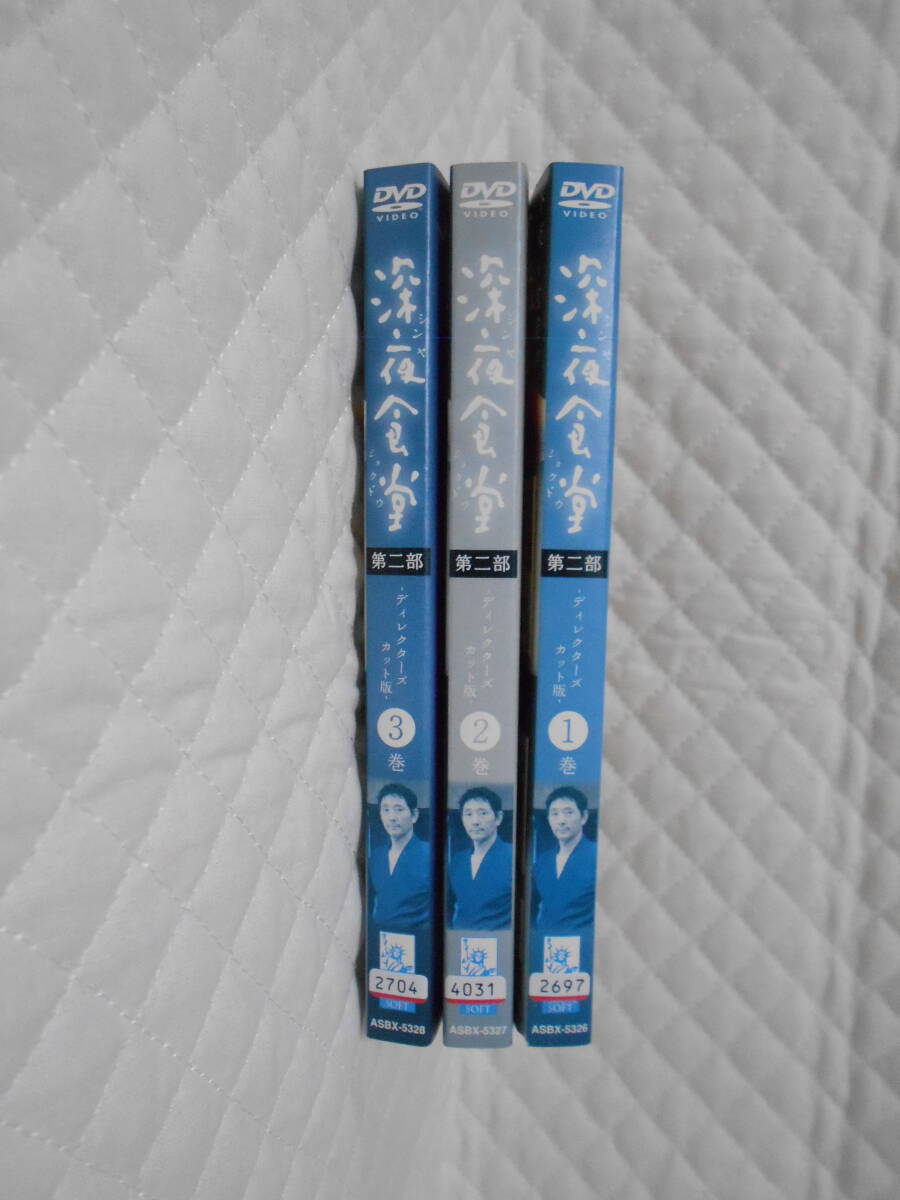 DVD
VIDEO
深夜食堂
シンヤ
ショクドウ
第二部
-ディレクターズ
カット版-
3
巻
2704
SOFT
ASBX-5328
DVD
VIDEO
深夜食堂
シンヤ
ショクドウ
第二部
-ディレクターズ
カット版-
2
巻
4031
SOFT
ASBX-5327
DVD
VIDEO
深夜食堂
シンヤ
ショクドウ
第二部
-ディレクターズ
カット版-
1
巻
2697
SOFT
ASBX-5326